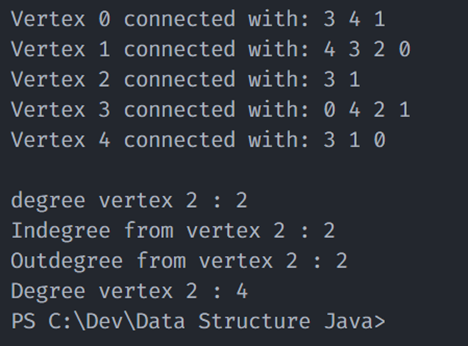 Vertex 0 connected with: 3 4 1
Vertex 1 connected with: 4 3 2 0
Vertex 2 connected with: 3 1
Vertex 3 connected with: 0 4 2 1
Vertex 4 connected with: 3 1 0

degree vertex 2 : 2
Indegree from vertex 2 : 2
Outdegree from vertex 2 : 2
Degree vertex 2 : 4
PS C:\Dev\Data Structure Java>